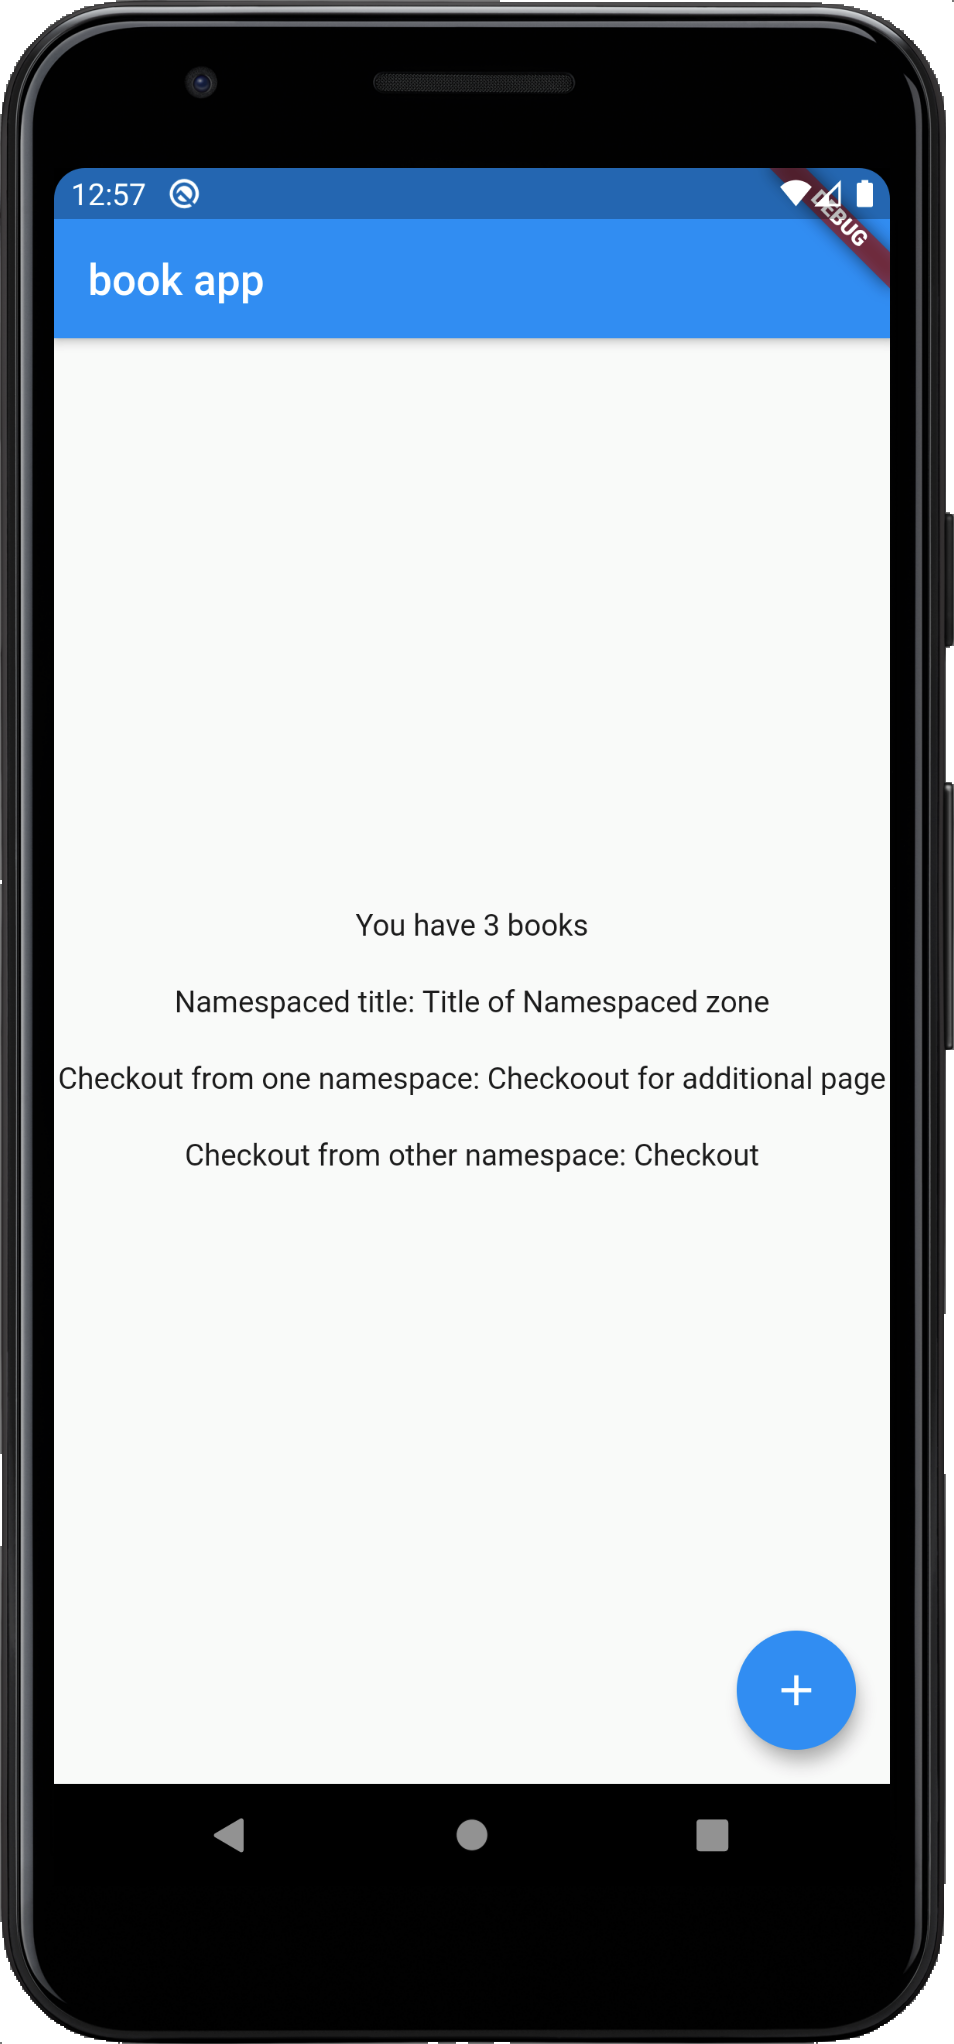 12:57
DEBUG
book app
You have 3 books
Namespaced title: Title of Namespaced zone
Checkout from one namespace: Checkoout for additional page
Checkout from other namespace: Checkout